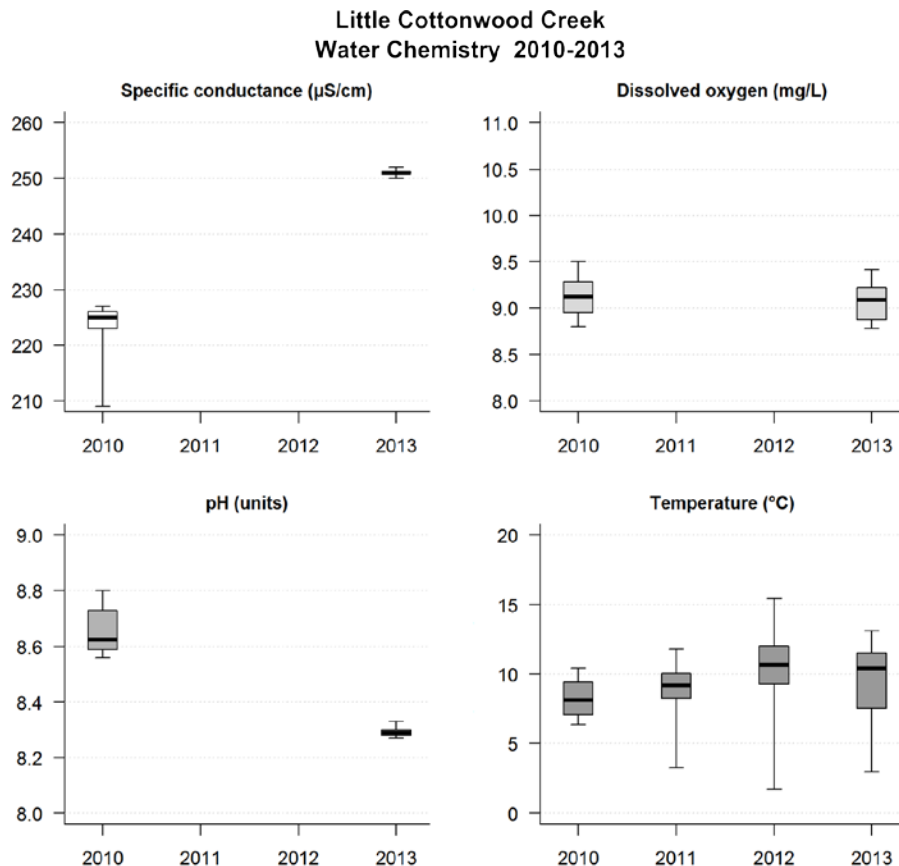 Little Cottonwood Creek
Water Chemistry 2010-2013
Specific conductance (µS/cm)
260
250
240
230
220
210
2010 2011 2012 2013
Dissolved oxygen (mg/L)
11.0
10.5
10.0
9.5
9.0
8.5
8.0
2010 2011 2012 2013
pH (units)
9.0
8.8
8.6
8.4
8.2
8.0
2010 2011 2012 2013
Temperature (°C)
20
15
10
5
0
2010 2011 2012 2013